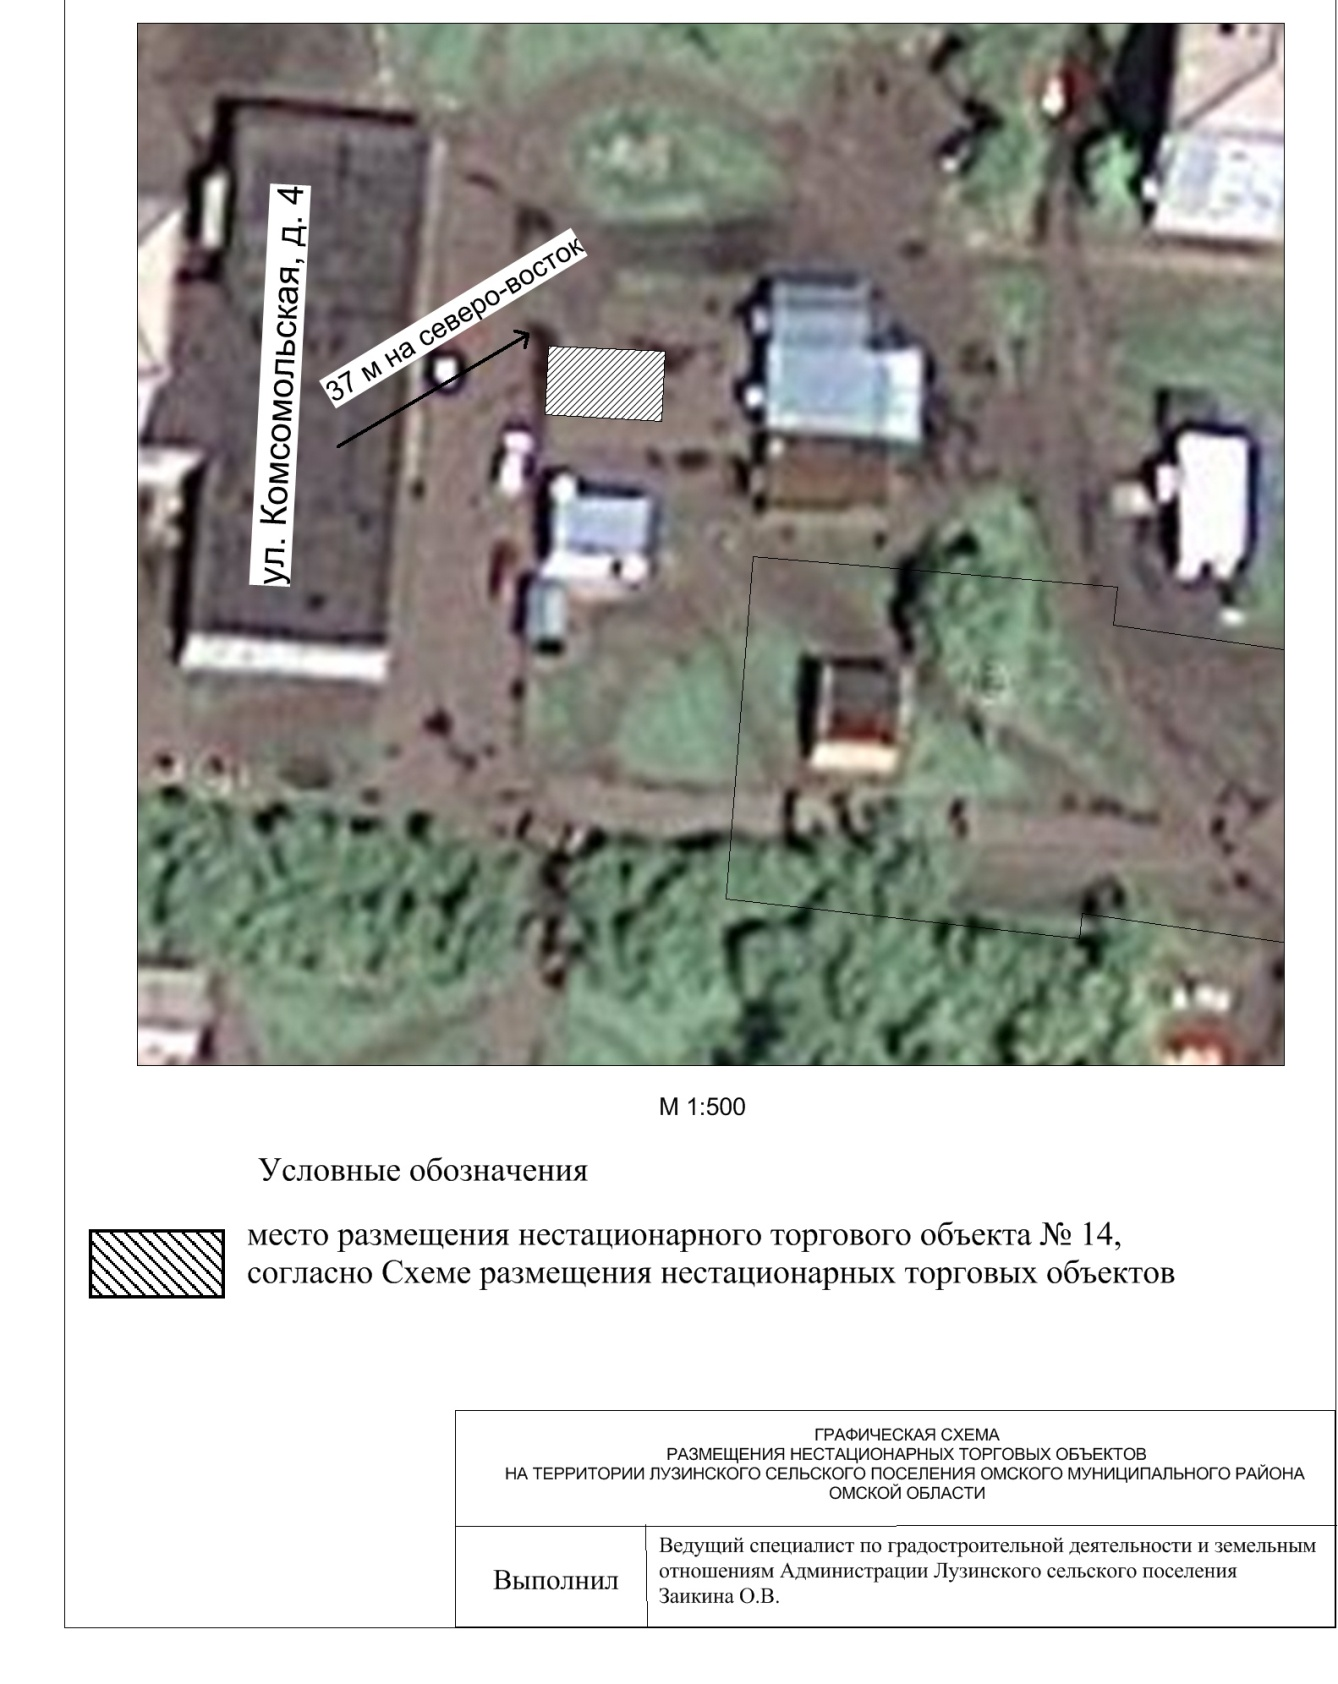 ул. Комсомольская, д. 4
37 м на северо-восток
М 1:500
Условные обозначения
место размещения нестационарного торгового объекта № 14,
согласно Схеме размещения нестационарных торговых объектов
ГРАФИЧЕСКАЯ СХЕМА
РАЗМЕЩЕНИЯ НЕСТАЦИОНАРНЫХ ТОРГОВЫХ ОБЪЕКТОВ
НА ТЕРРИТОРИИ ЛУЗИНСКОГО СЕЛЬСКОГО ПОСЕЛЕНИЯ ОМСКОГО МУНИЦИПАЛЬНОГО РАЙОНА
ОМСКОЙ ОБЛАСТИ
Выполнил
Ведущий специалист по градостроительной деятельности и земельным
отношениям Администрации Лузинского сельского поселения
Заикина О.В.